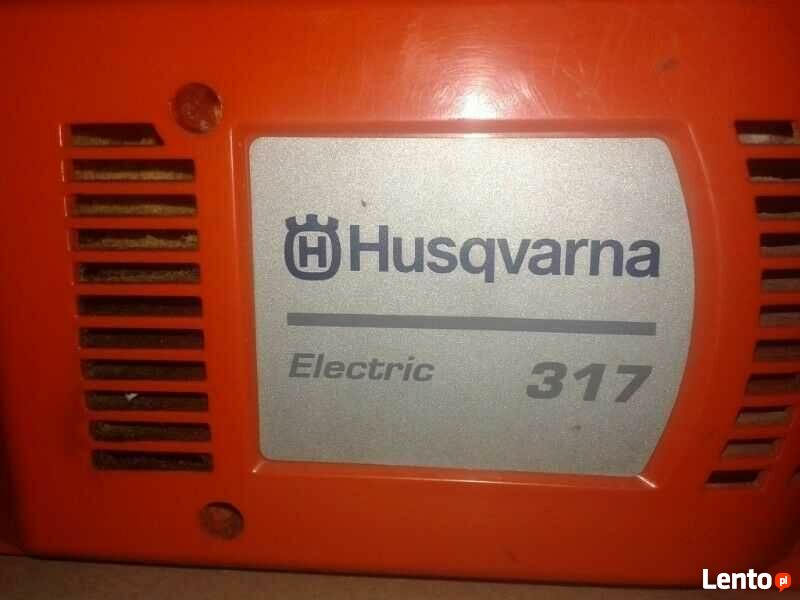 H Husqvarna
Electric 317
Lento.pl